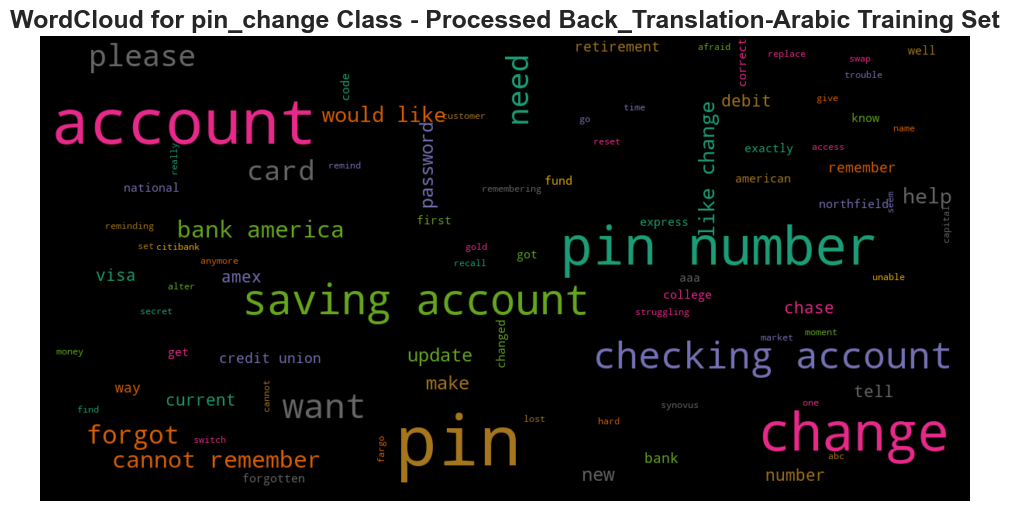 WordCloud for pin_change Class - Processed Back_Translation-Arabic Training Set
please
code
need
retirement
afraid
correct
replace
swap
well
trouble
account
would like
customer
debit
give
time
go
know
name
really
card
remind
password
reset
like change
exactly
access
remember
national
remembering
fund
american
northfield
seem
help
capital
reminding
bank america
first
express
pin number
set
citibank
anymore
gold
recall
got
visa
amex
aaa
unable
alter
saving account
college
chase
secret
struggling
changed
moment
market
money
get
credit union
update
checking account
way
cannot
make
tell
current
want
find
synovus
one
forgot
pin
lost
hard
change
switch
fargo
cannot remember
bank
abc
forgotten
new
number